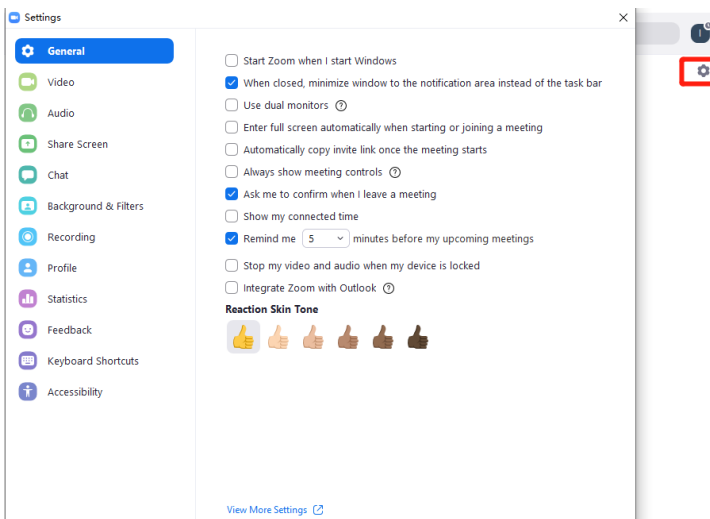 Settings
General
Video
Audio
Share Screen
Chat
Background & Filters
Recording
Profile
Statistics
Feedback
Keyboard Shortcuts
Accessibility
Start Zoom when I start Windows
When closed, minimize window to the notification area instead of the task bar
Use dual monitors
Enter full screen automatically when starting or joining a meeting
Automatically copy invite link once the meeting starts
Always show meeting controls
Ask me to confirm when I leave a meeting
Show my connected time
Remind me 5 minutes before my upcoming meetings
Stop my video and audio when my device is locked
Integrate Zoom with Outlook
Reaction Skin Tone
View More Settings